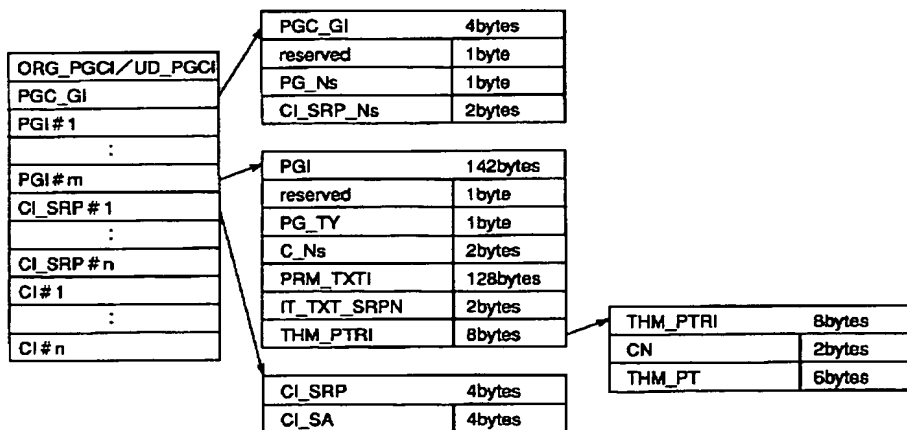 ORG_PGCI/UD_PGCI
PGC_GI
PGI#1
:
PGI#m
CI_SRP#1
:
CI_SRP#n
CI#1
:
CI#n
PGC_GI 4bytes
reserved 1byte
PG_Ns 1byte
CI_SRP_Ns 2bytes
PGI 142bytes
reserved 1byte
PG_TY 1byte
C_Ns 2bytes
PRM_TXTI 128bytes
IT_TXT_SRPN 2bytes
THM_PTRI 8bytes
CI_SRP 4bytes
CI_SA 4bytes
THM_PTRI 8bytes
CN 2bytes
THM_PT 6bytes